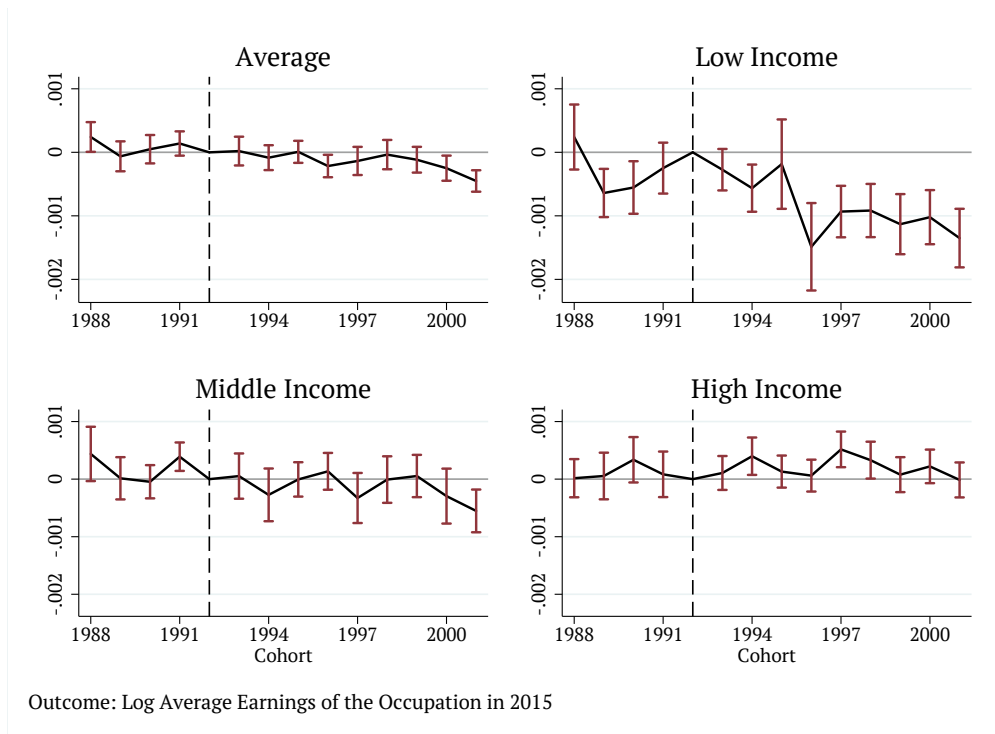 Average
.001
0
-.001
-.002
1988 1991 1994 1997 2000
Low Income
.001
0
-.001
-.002
1988 1991 1994 1997 2000
Middle Income
.001
0
-.001
-.002
1988 1991 1994 1997 2000
Cohort
High Income
.001
0
-.001
-.002
1988 1991 1994 1997 2000
Cohort
Outcome: Log Average Earnings of the Occupation in 2015